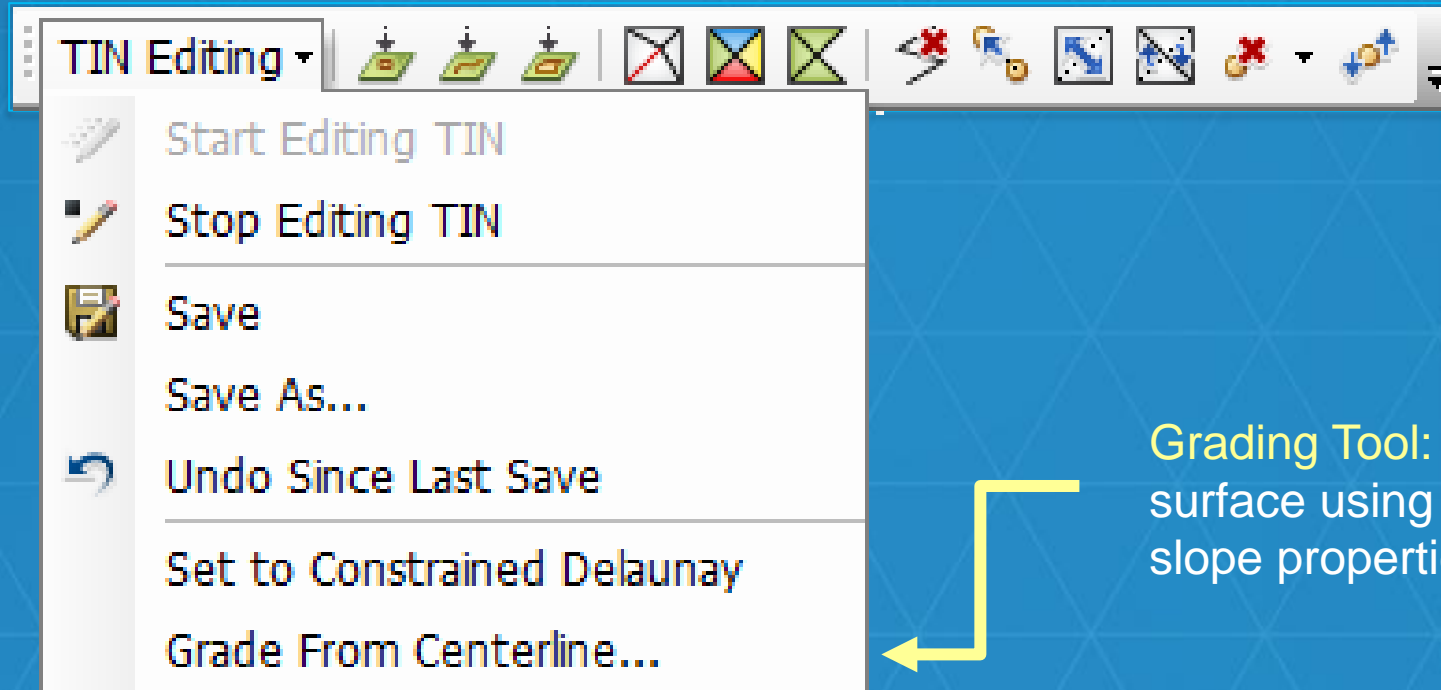 TIN Editing
Start Editing TIN
Stop Editing TIN
Save
Save As...
Undo Since Last Save
Set to Constrained Delaunay
Grade From Centerline...
Grading Tool:
surface using
slope